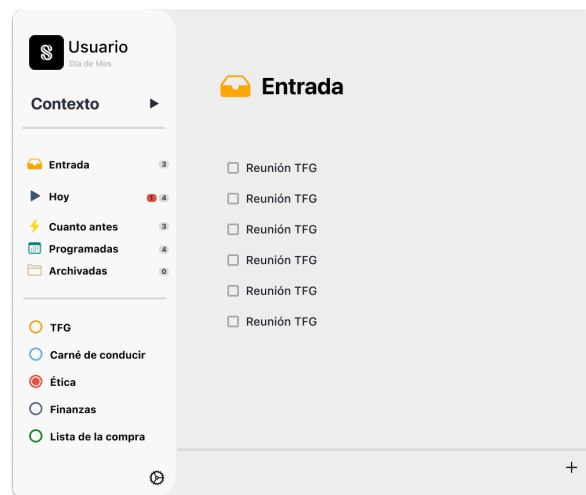 Usuario
Día de Mes
Contexto
Entrada 3
Hoy 1 4
Cuanto antes 3
Programadas 4
Archivadas 0
TFG
Carné de conducir
Ética
Finanzas
Lista de la compra
Entrada
Reunión TFG
Reunión TFG
Reunión TFG
Reunión TFG
Reunión TFG
Reunión TFG